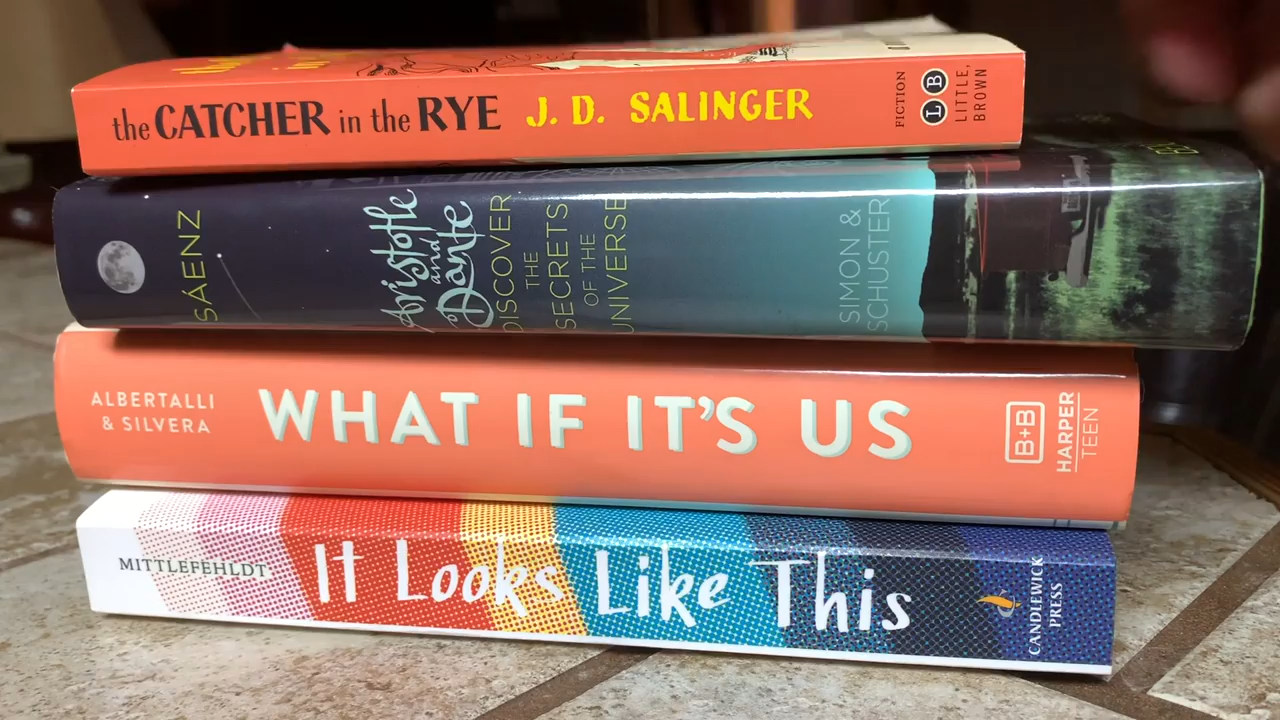 the CATCHER in the RYE J. D. SALINGER
FICTION
L B
LITTLE,
BROWN
SÁENZ
Aristotle
and
Dante
DISCOVER
THE
SECRETS
OF THE
UNIVERSE
SIMON &
SCHUSTER
ALBERTALLI
& SILVERA
WHAT IF IT'S US
B+B
HARPER
TEEN
MITTLEFEHLDT
It Looks Like This
CANDLEWICK
PRESS